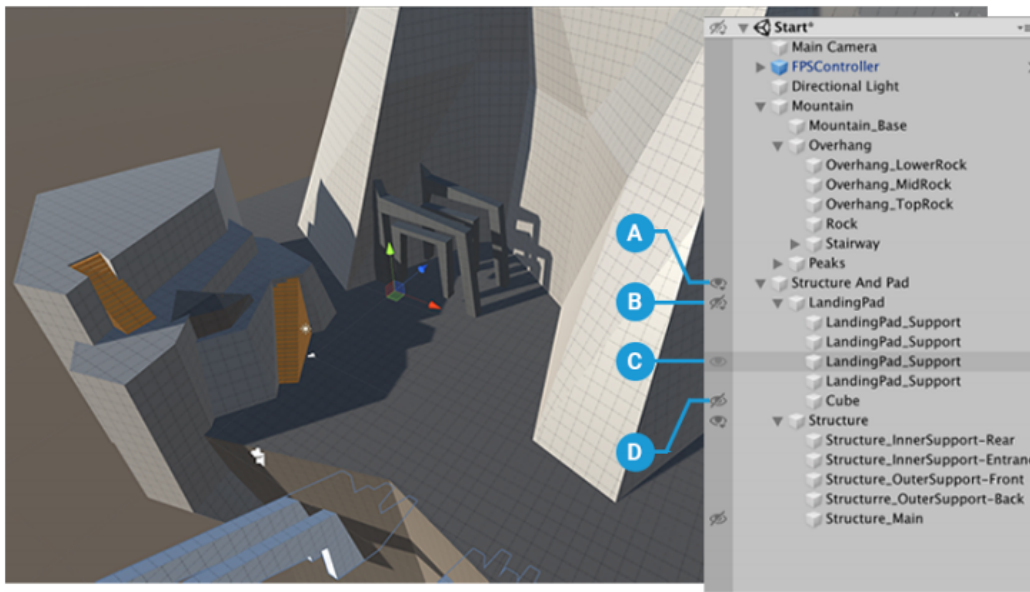 Start*
Main Camera
FPSController
Directional Light
Mountain
Mountain_Base
Overhang
Overhang_LowerRock
Overhang_MidRock
Overhang_TopRock
Rock
A
Stairway
Peaks
Structure And Pad
B
LandingPad
LandingPad_Support
LandingPad_Support
C
LandingPad_Support
LandingPad_Support
Cube
Structure
Structure_InnerSupport-Rear
D
Structure_InnerSupport-Entran
Structure_OuterSupport-Front
Structurre_OuterSupport-Back
Structure_Main